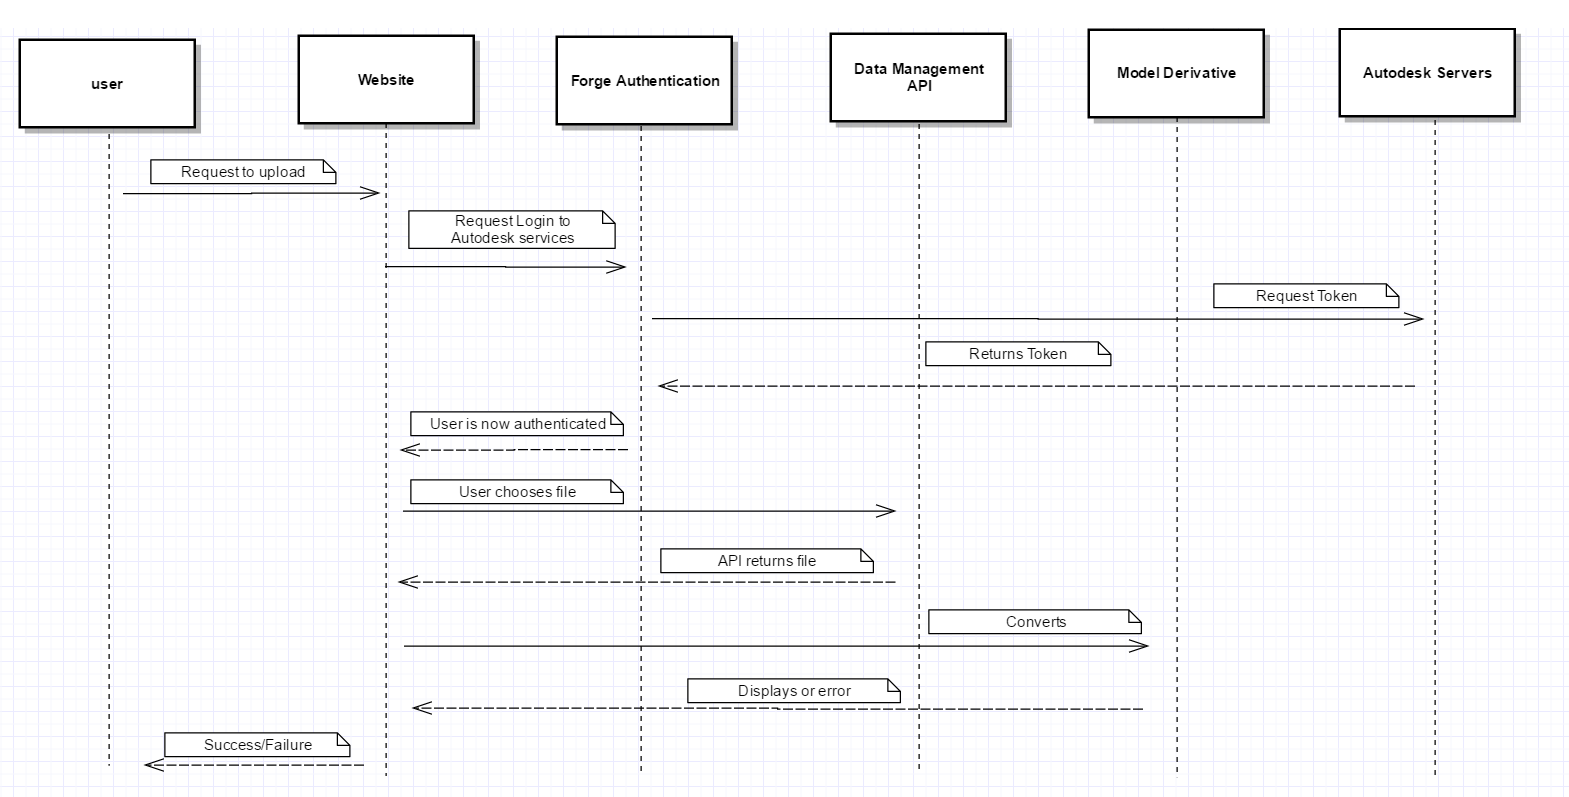 user
Website
Forge Authentication
Data Management
API
Model Derivative
Autodesk Servers
Request to upload
Request Login to
Autodesk services
Request Token
Returns Token
User is now authenticated
User chooses file
API returns file
Converts
Displays or error
Success/Failure